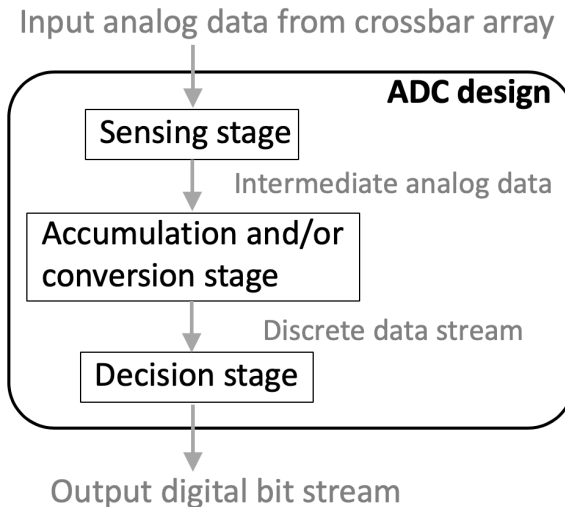 Input analog data from crossbar array
ADC design
Sensing stage
Intermediate analog data
Accumulation and/or
conversion stage
Discrete data stream
Decision stage
Output digital bit stream